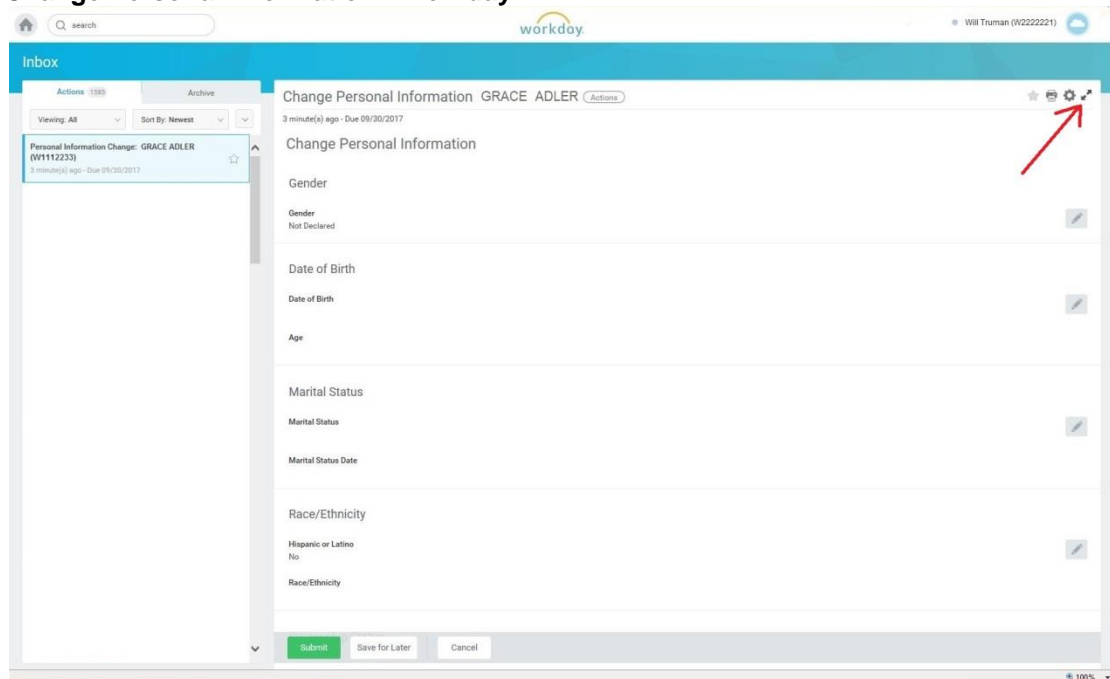 search
workday.
Will Truman (W2222221)
Inbox
Actions 1585
Archive
Viewing: All
Sort By: Newest
Personal Information Change: GRACE ADLER
(W1112233)
3 minute(s) ago - Due 09/30/2017
Change Personal Information GRACE ADLER Actions
3 minute(s) ago - Due 09/30/2017
Change Personal Information
Gender
Gender
Not Declared
Date of Birth
Date of Birth
Age
Marital Status
Marital Status
Marital Status Date
Race/Ethnicity
Hispanic or Latino
No
Race/Ethnicity
Submit
Save for Later
Cancel
100%